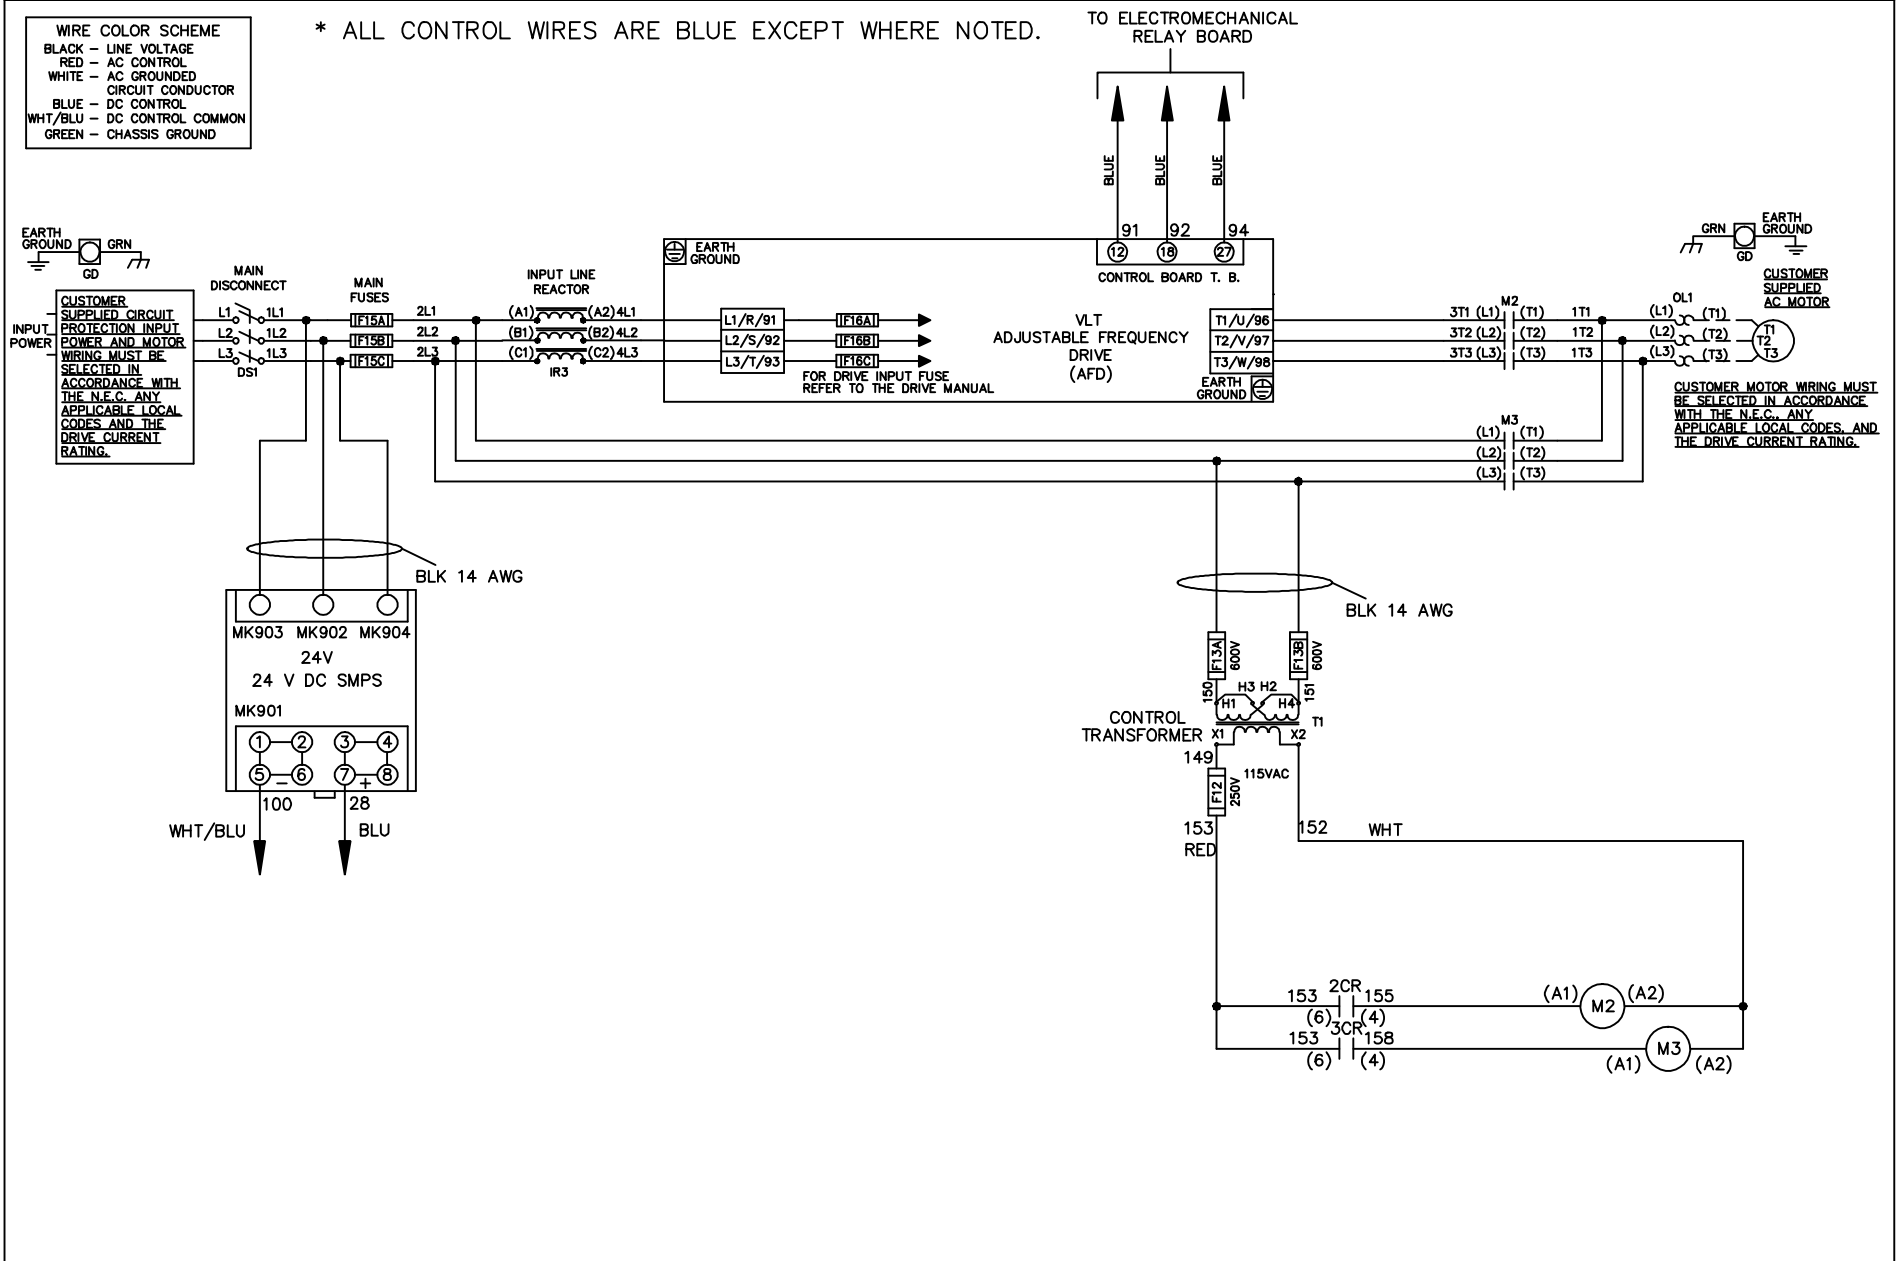 WIRE COLOR SCHEME
BLACK – LINE VOLTAGE
RED – AC CONTROL
WHITE – AC GROUNDED
CIRCUIT CONDUCTOR
BLUE – DC CONTROL
WHT/BLU – DC CONTROL COMMON
GREEN – CHASSIS GROUND
* ALL CONTROL WIRES ARE BLUE EXCEPT WHERE NOTED.
TO ELECTROMECHANICAL
RELAY BOARD
BLUE
BLUE
BLUE
91 92 94
12 18 27
CONTROL BOARD T. B.
EARTH
GROUND
GRN
GD
INPUT
POWER
CUSTOMER
SUPPLIED CIRCUIT
PROTECTION INPUT
POWER AND MOTOR
WIRING MUST BE
SELECTED IN
ACCORDANCE WITH
THE N.E.C. ANY
APPLICABLE LOCAL
CODES AND THE
DRIVE CURRENT
RATING.
MAIN
DISCONNECT
L1 1L1
L2 1L2
L3 1L3
DS1
MAIN
FUSES
F15A
F15B
F15C
2L1
2L2
2L3
INPUT LINE
REACTOR
(A1) (A2) 4L1
(B1) (B2) 4L2
(C1) (C2) 4L3
IR3
EARTH
GROUND
L1/R/91
L2/S/92
L3/T/93
F16A
F16B
F16C
FOR DRIVE INPUT FUSE
REFER TO THE DRIVE MANUAL
VLT
ADJUSTABLE FREQUENCY
DRIVE
(AFD)
T1/U/96
T2/V/97
T3/W/98
EARTH
GROUND
M2
3T1 (L1) (T1) 1T1
3T2 (L2) (T2) 1T2
3T3 (L3) (T3) 1T3
OL1
(L1) (T1)
(L2) (T2)
(L3) (T3)
T1
T2
T3
GRN
EARTH
GROUND
GD
CUSTOMER
SUPPLIED
AC MOTOR
CUSTOMER MOTOR WIRING MUST
BE SELECTED IN ACCORDANCE
WITH THE N.E.C., ANY
APPLICABLE LOCAL CODES, AND
THE DRIVE CURRENT RATING.
M3
(L1) (T1)
(L2) (T2)
(L3) (T3)
BLK 14 AWG
MK903 MK902 MK904
24V
24 V DC SMPS
MK901
1 2 3 4
5 6 7 8
– +
100 28
WHT/BLU BLU
BLK 14 AWG
F13A
600V
F13B
600V
150
151
H3 H2
H1 H4
T1
CONTROL
TRANSFORMER
X1 X2
149
115VAC
F12
250V
153
RED
152 WHT
2CR
153 155
(6) (4)
(A1) M2 (A2)
3CR
153 158
(6) (4)
(A1) M3 (A2)